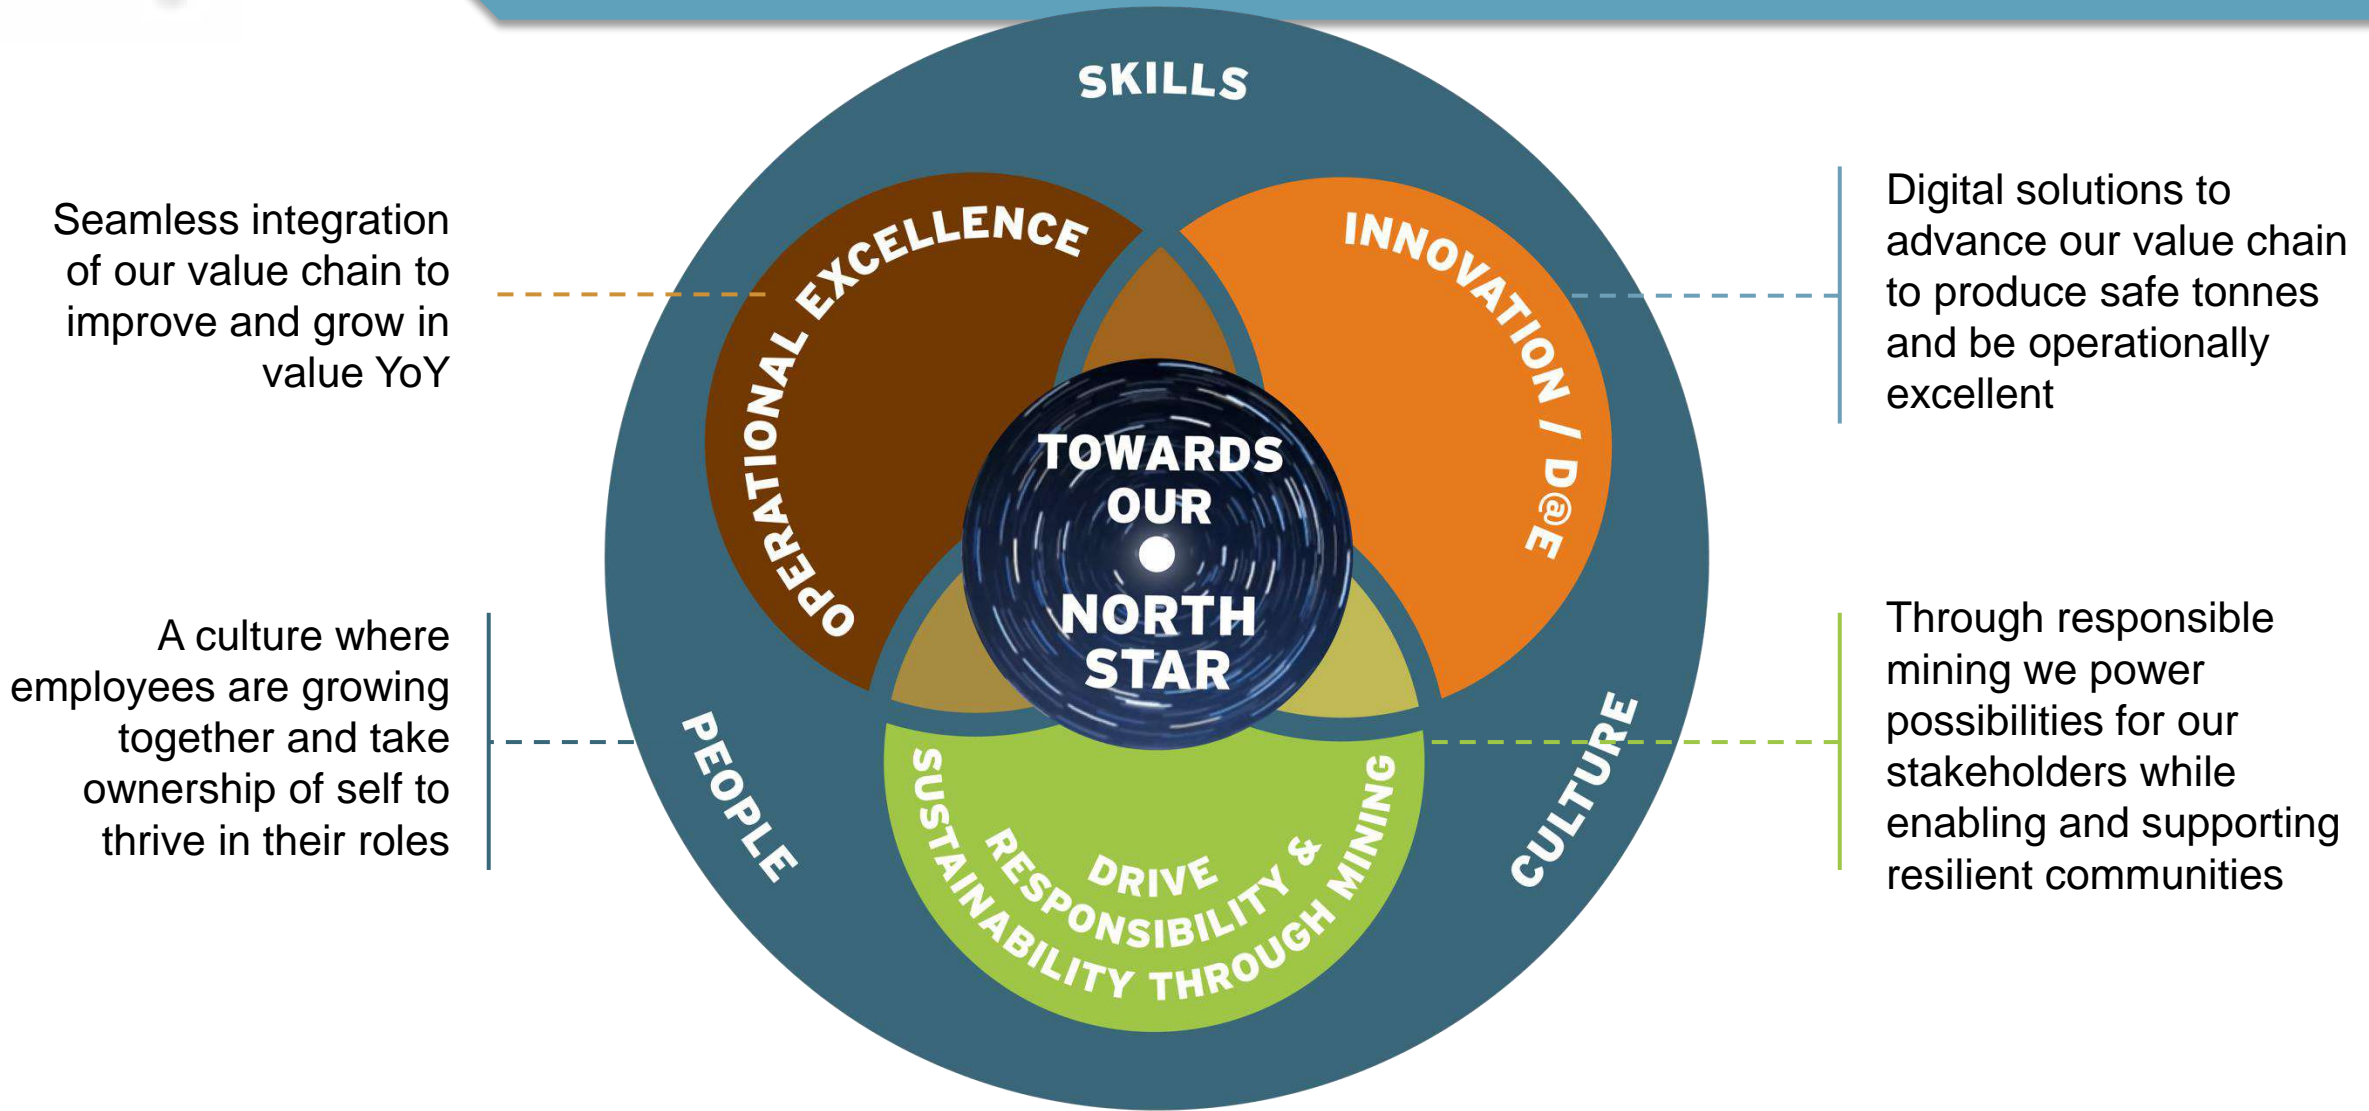 SKILLS
Seamless integration
of our value chain to
improve and grow in
value YoY
OPERATIONAL EXCELLENCE
INNOVATION / D@E
Digital solutions to
advance our value chain
to produce safe tonnes
and be operationally
excellent
TOWARDS
OUR
NORTH
STAR
A culture where
employees are growing
together and take
ownership of self to
thrive in their roles
PEOPLE
DRIVE
RESPONSIBILITY &
SUSTAINABILITY THROUGH MINING
CULTURE
Through responsible
mining we power
possibilities for our
stakeholders while
enabling and supporting
resilient communities